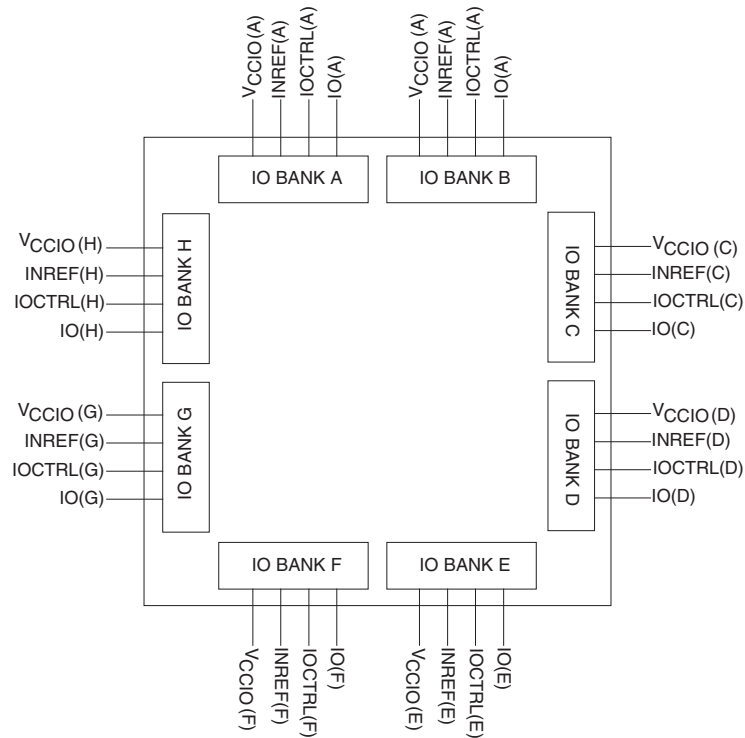 VCCIO(A)
INREF(A)
IOCTRL(A)
IO(A)
VCCIO(A)
INREF(A)
IOCTRL(A)
IO(A)
IO BANK A
IO BANK B
VCCIO(H)
INREF(H)
IOCTRL(H)
IO(H)
IO BANK H
IO BANK C
VCCIO(C)
INREF(C)
IOCTRL(C)
IO(C)
VCCIO(G)
INREF(G)
IOCTRL(G)
IO(G)
IO BANK G
IO BANK D
VCCIO(D)
INREF(D)
IOCTRL(D)
IO(D)
IO BANK F
IO BANK E
VCCIO(F)
INREF(F)
IOCTRL(F)
IO(F)
VCCIO(E)
INREF(E)
IOCTRL(E)
IO(E)